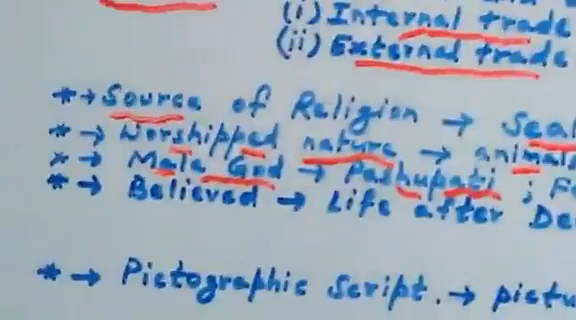 (i) Internal trade
(ii) External trade
*→ Source of Religion → Seal
*→ Worshipped nature → animals
*→ Male God → Pashupati ;
*→ Believed → Life after
*→ Pictographic Script. →